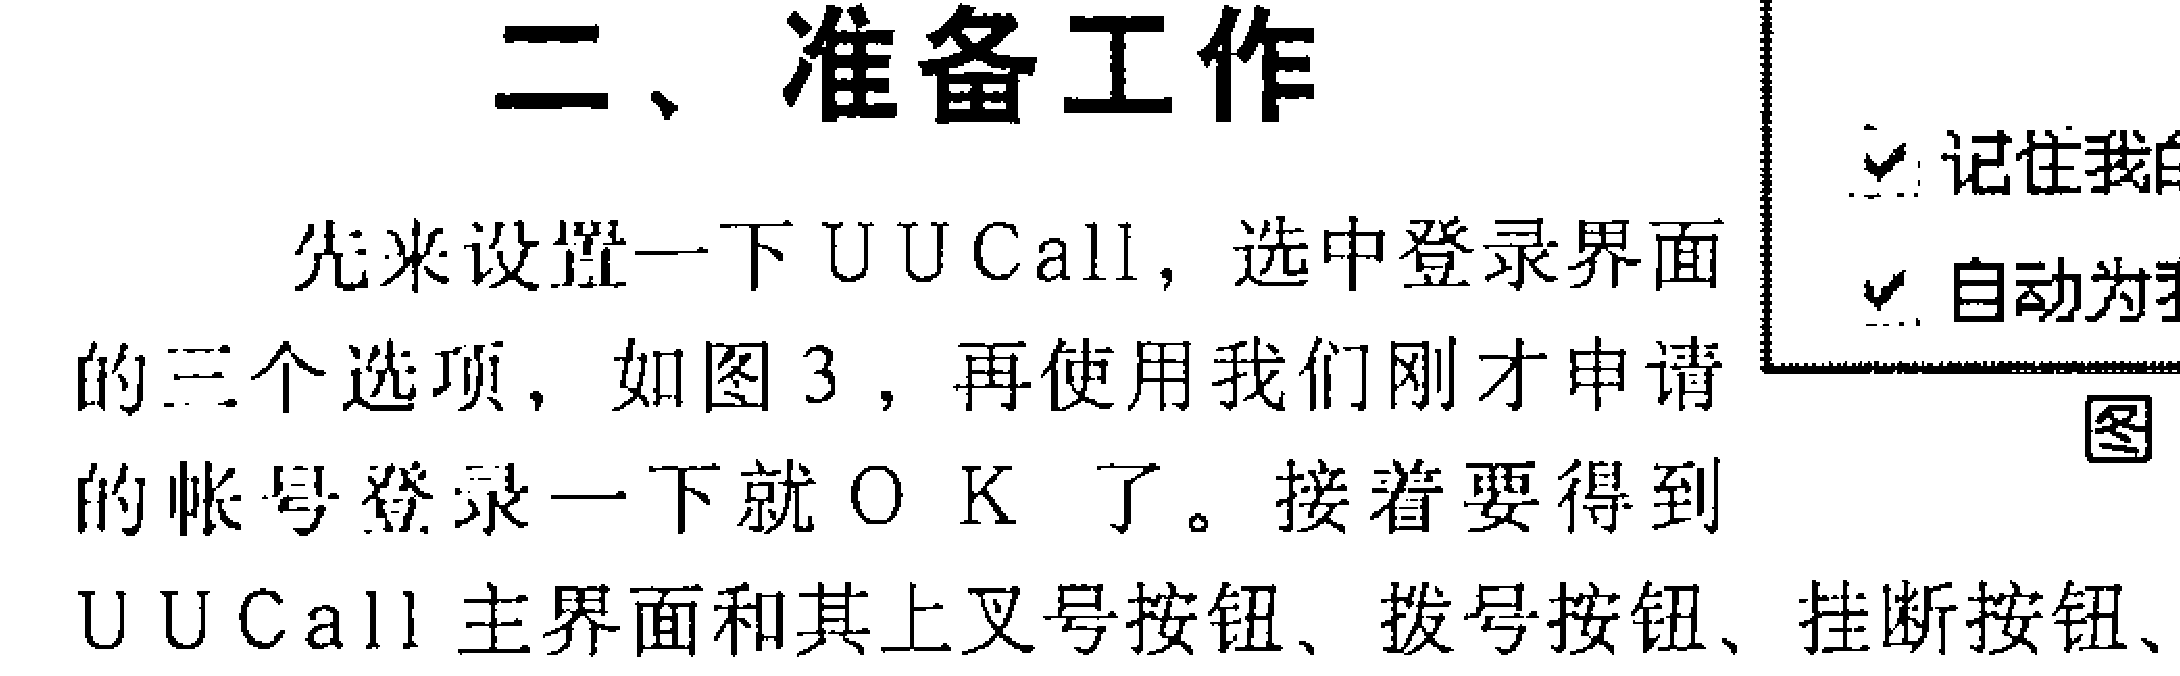 二、准备工作
先来设置一下UUCall，选中登录界面
的三个选项，如图3，再使用我们刚才申请
的帐号登录一下就OK 了。接着要得到
UUCall主界面和其上叉号按钮、拨号按钮、挂断按钮、
记住我的
自动为我
图